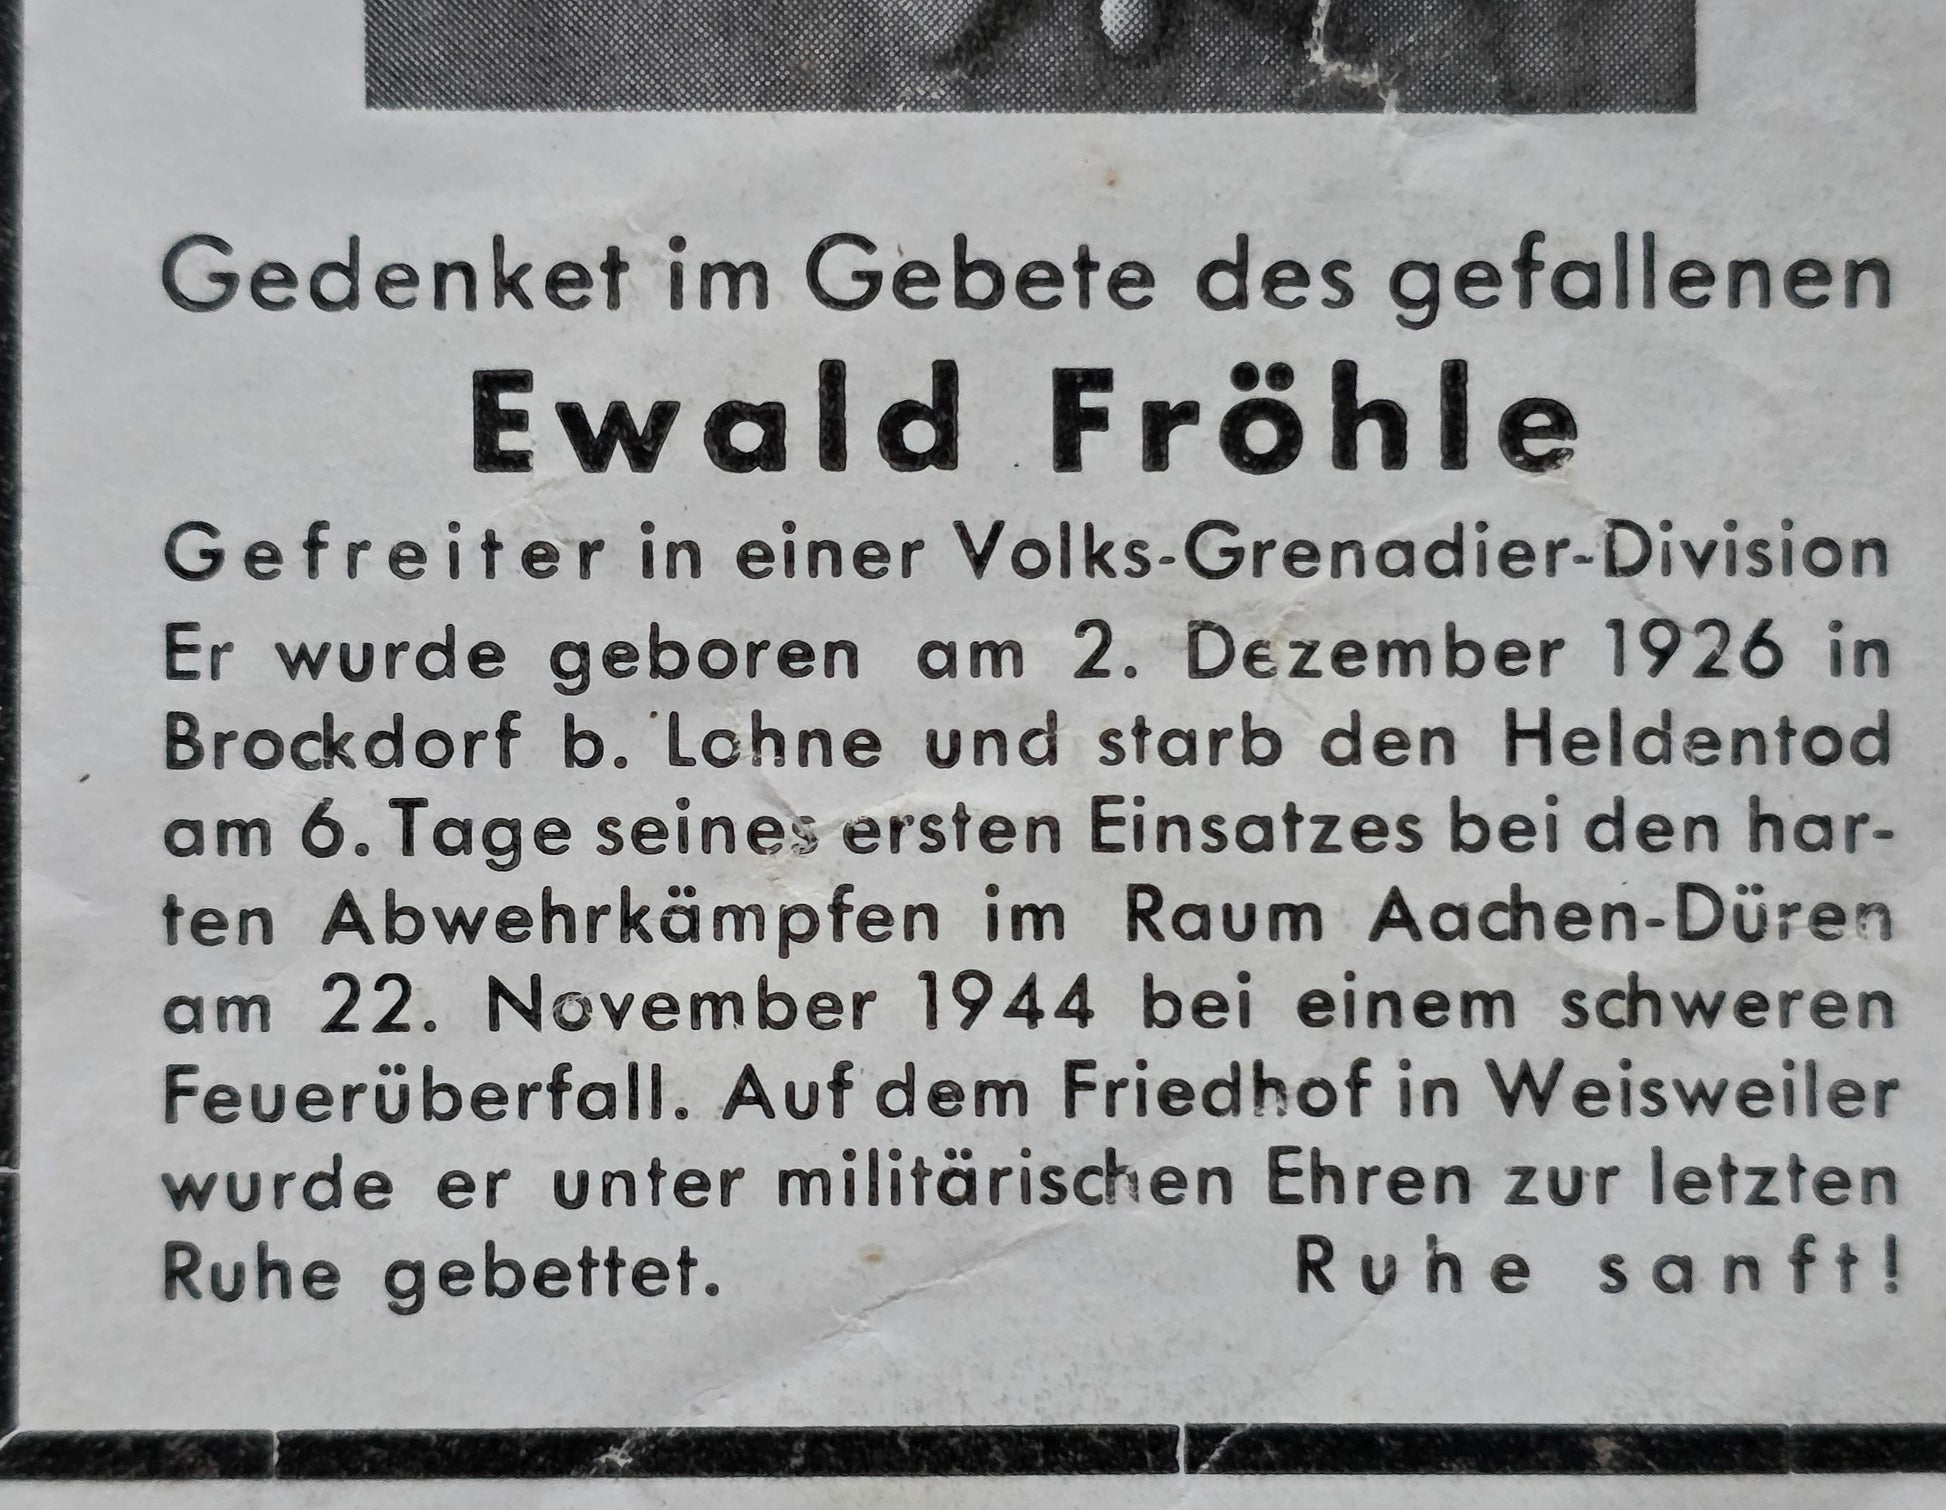 Gedenket im Gebete des gefallenen
Ewald Fröhle
Gefreiter in einer Volks-Grenadier-Division
Er wurde geboren am 2. Dezember 1926 in
Brockdorf b. Lohne und starb den Heldentod
am 6. Tage seines ersten Einsatzes bei den har-
ten Abwehrkämpfen im Raum Aachen-Düren
am 22. November 1944 bei einem schweren
Feuerüberfall. Auf dem Friedhof in Weisweiler
wurde er unter militärischen Ehren zur letzten
Ruhe gebettet. Ruhe sanft!